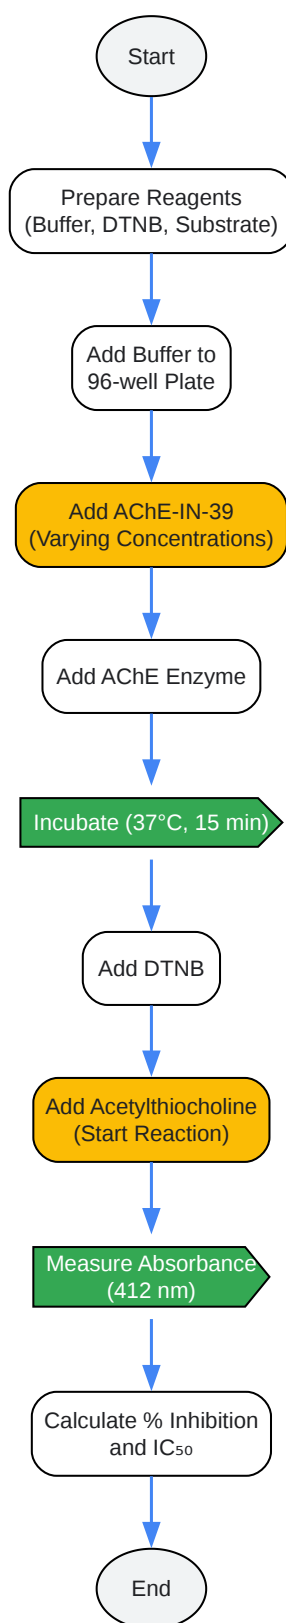 Start
Prepare Reagents
(Buffer, DTNB, Substrate)
Add Buffer to
96-well Plate
Add AChE-IN-39
(Varying Concentrations)
Add AChE Enzyme
Incubate (37°C, 15 min)
Add DTNB
Add Acetylthiocholine
(Start Reaction)
Measure Absorbance
(412 nm)
Calculate % Inhibition
and IC₅₀
End